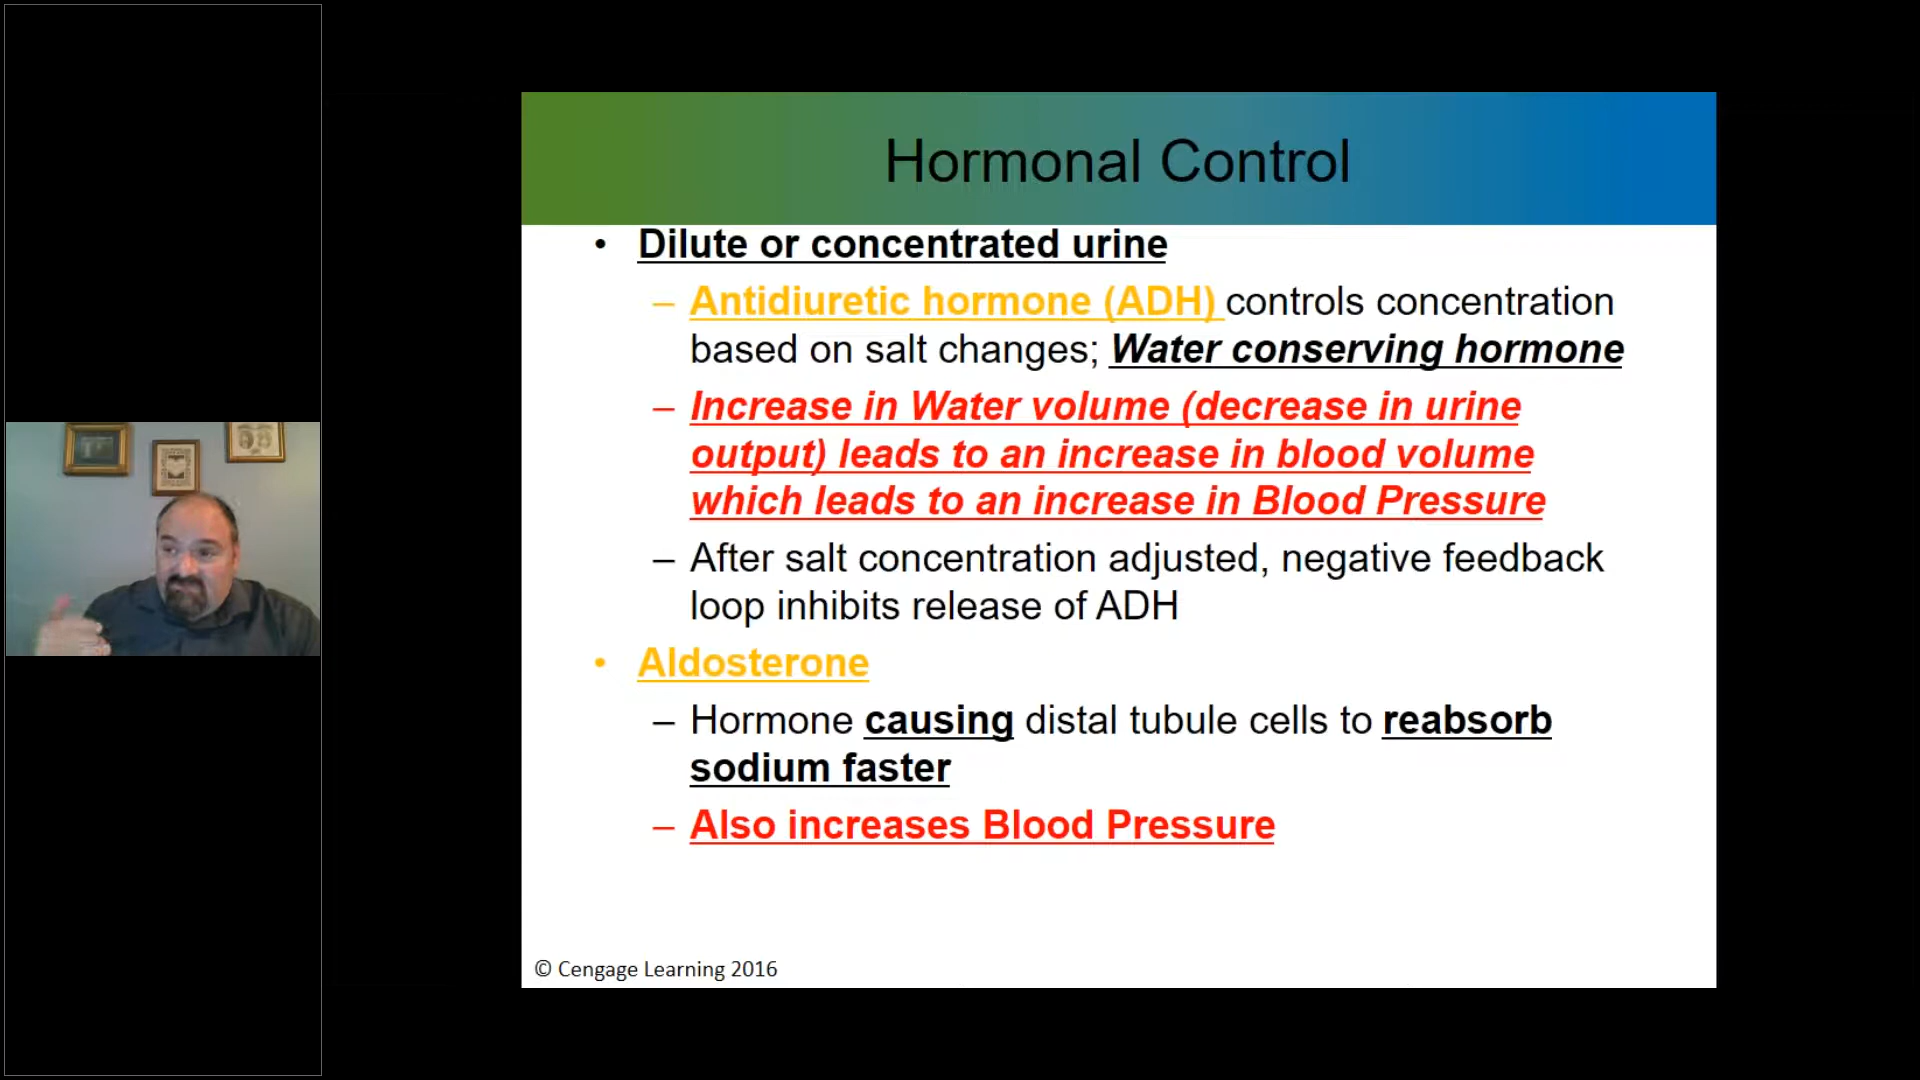 Hormonal Control
• Dilute or concentrated urine
– Antidiuretic hormone (ADH) controls concentration
based on salt changes; Water conserving hormone
– Increase in Water volume (decrease in urine
output) leads to an increase in blood volume
which leads to an increase in Blood Pressure
– After salt concentration adjusted, negative feedback
loop inhibits release of ADH
• Aldosterone
– Hormone causing distal tubule cells to reabsorb
sodium faster
– Also increases Blood Pressure
© Cengage Learning 2016